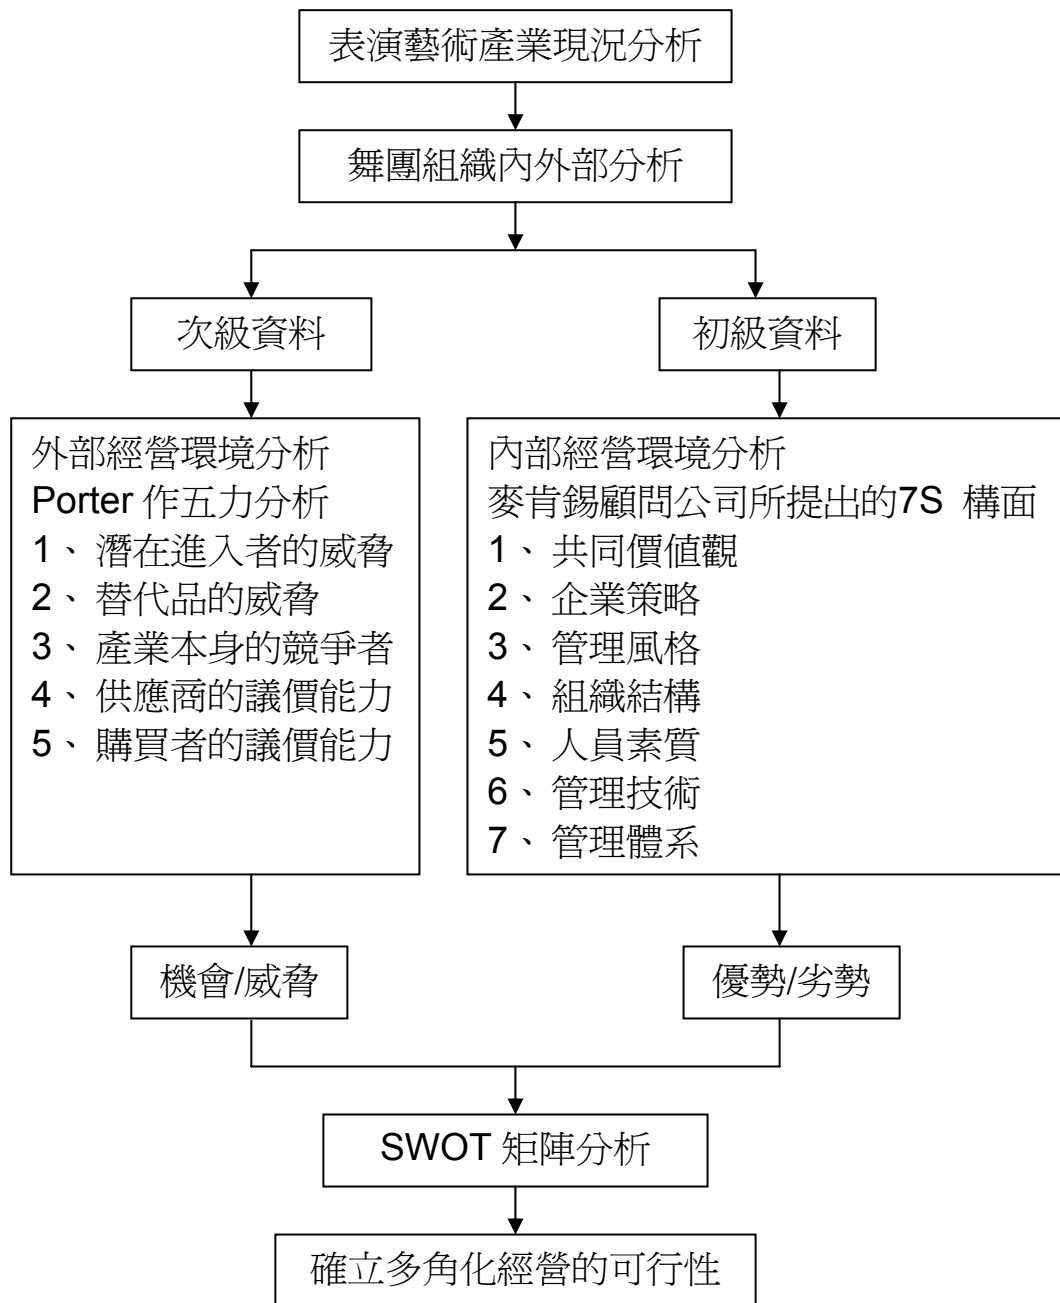 表演藝術產業現況分析
舞團組織內外部分析
次級資料
初級資料
外部經營環境分析
Porter 作五力分析
1、 潛在進入者的威脅
2、 替代品的威脅
3、 產業本身的競爭者
4、 供應商的議價能力
5、 購買者的議價能力
內部經營環境分析
麥肯錫顧問公司所提出的7S 構面
1、 共同價值觀
2、 企業策略
3、 管理風格
4、 組織結構
5、 人員素質
6、 管理技術
7、 管理體系
機會/威脅
優勢/劣勢
SWOT 矩陣分析
確立多角化經營的可行性